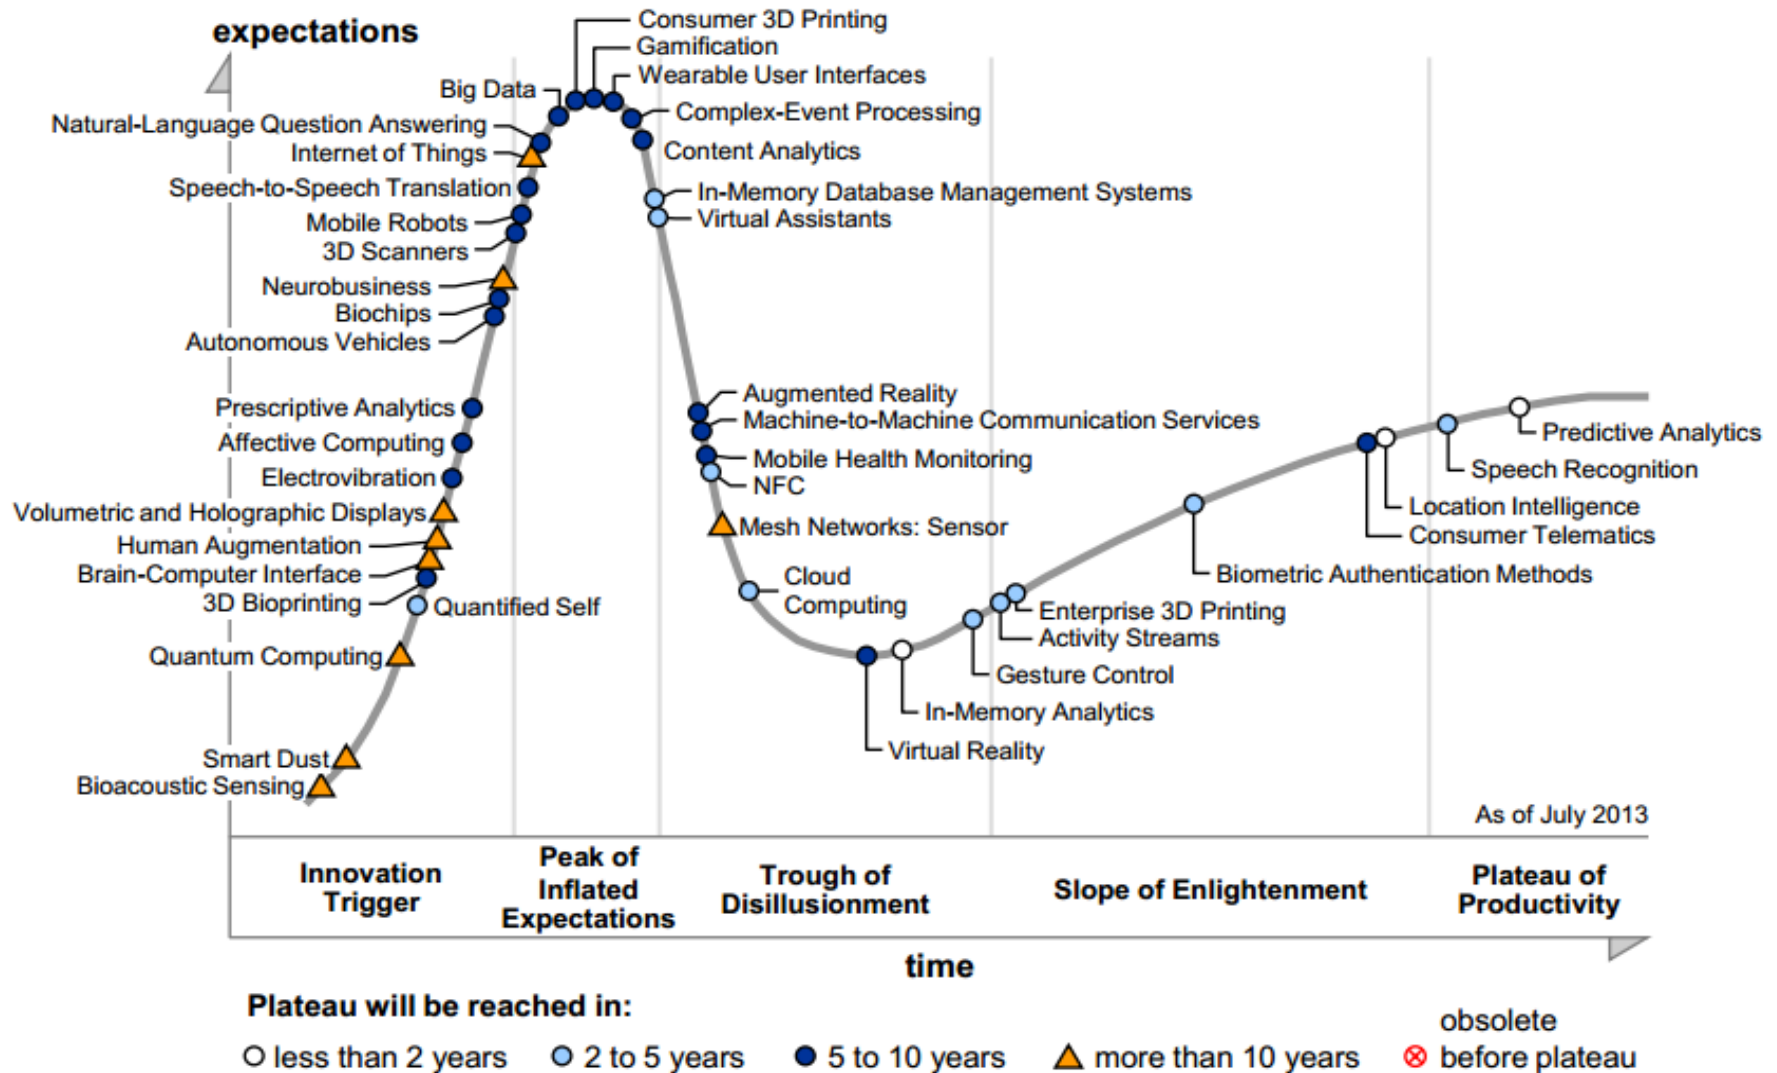 expectations
Consumer 3D Printing
Gamification
Wearable User Interfaces
Big Data
Complex-Event Processing
Natural-Language Question Answering
Content Analytics
Internet of Things
Speech-to-Speech Translation
In-Memory Database Management Systems
Virtual Assistants
Mobile Robots
3D Scanners
Neurobusiness
Biochips
Autonomous Vehicles
Augmented Reality
Prescriptive Analytics
Machine-to-Machine Communication Services
Predictive Analytics
Affective Computing
Mobile Health Monitoring
Speech Recognition
Electrovibration
NFC
Location Intelligence
Volumetric and Holographic Displays
Mesh Networks: Sensor
Consumer Telematics
Human Augmentation
Brain-Computer Interface
Cloud
Computing
Biometric Authentication Methods
3D Bioprinting
Quantified Self
Enterprise 3D Printing
Activity Streams
Quantum Computing
Gesture Control
In-Memory Analytics
Virtual Reality
Smart Dust
Bioacoustic Sensing
As of July 2013
Innovation
Trigger
Peak of
Inflated
Expectations
Trough of
Disillusionment
Slope of Enlightenment
Plateau of
Productivity
time
Plateau will be reached in:
less than 2 years
2 to 5 years
5 to 10 years
more than 10 years
obsolete
before plateau